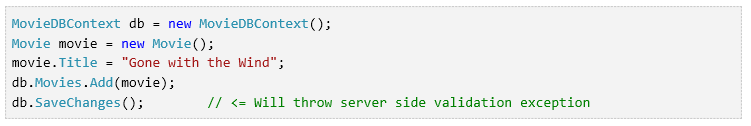 MovieDBContext db = new MovieDBContext();
Movie movie = new Movie();
movie.Title = "Gone with the Wind";
db.Movies.Add(movie);
db.SaveChanges();        // <= Will throw server side validation exception